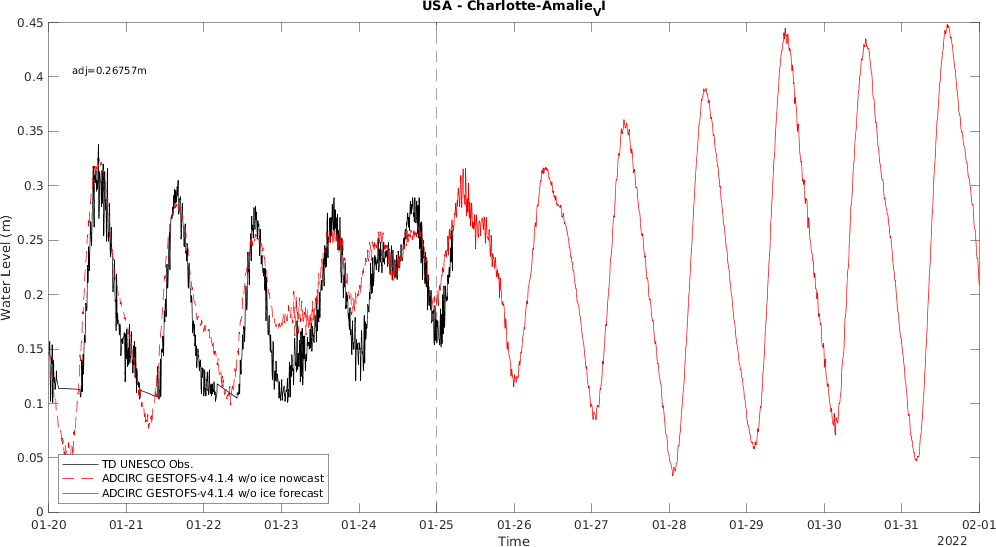 USA - Charlotte-Amalie_VI
adj=0.26757m
Water Level (m)
0.45
0.4
0.35
0.3
0.25
0.2
0.15
0.1
0.05
0
TD UNESCO Obs.
ADCIRC GESTOFS-v4.1.4 w/o ice nowcast
ADCIRC GESTOFS-v4.1.4 w/o ice forecast
01-20 01-21 01-22 01-23 01-24 01-25 01-26 01-27 01-28 01-29 01-30 01-31 02-01
Time
2022